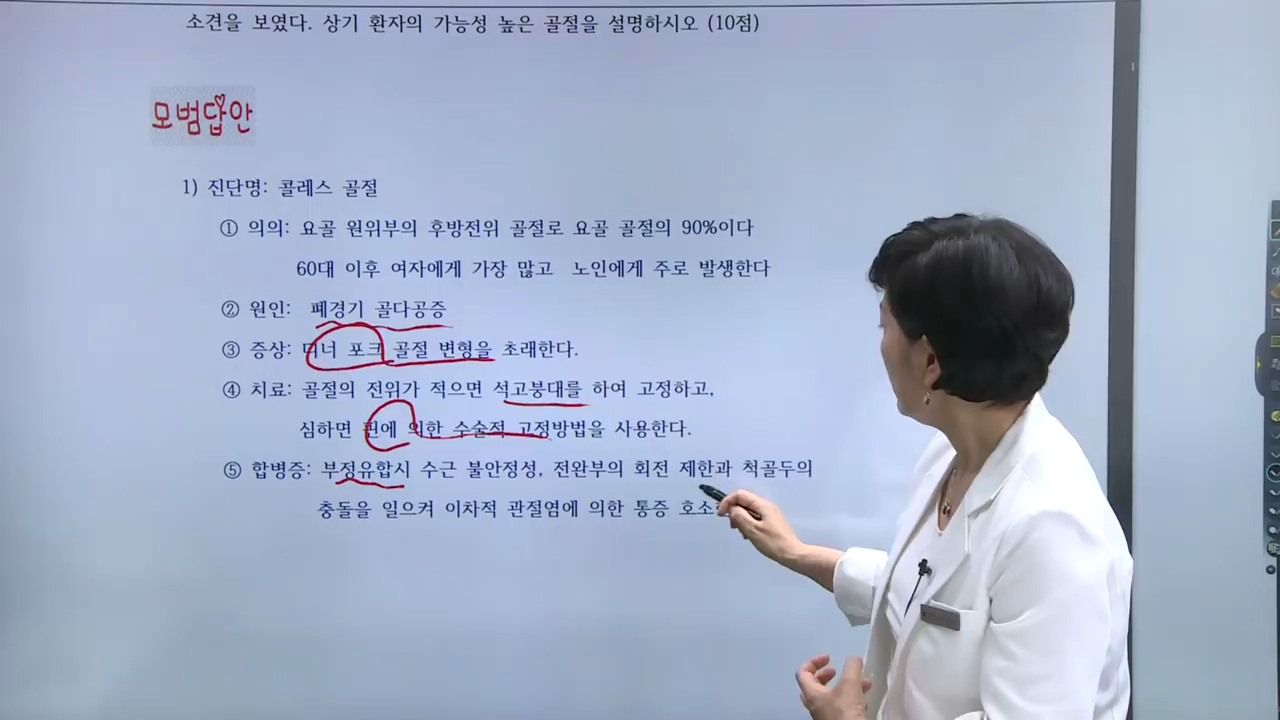 소견을 보였다. 상기 환자의 가능성 높은 골절을 설명하시오 (10점)
모범답안
1) 진단명: 콜레스 골절
① 의의: 요골 원위부의 후방전위 골절로 요골 골절의 90%이다
60대 이후 여자에게 가장 많고 노인에게 주로 발생한다
② 원인: 폐경기 골다공증
③ 증상: 디너 포크 골절 변형을 초래한다.
④ 치료: 골절의 전위가 적으면 석고붕대를 하여 고정하고,
심하면 핀에 의한 수술적 고정방법을 사용한다.
⑤ 합병증: 부정유합시 수근 불안정성, 전완부의 회전 제한과 척골두의
충돌을 일으켜 이차적 관절염에 의한 통증